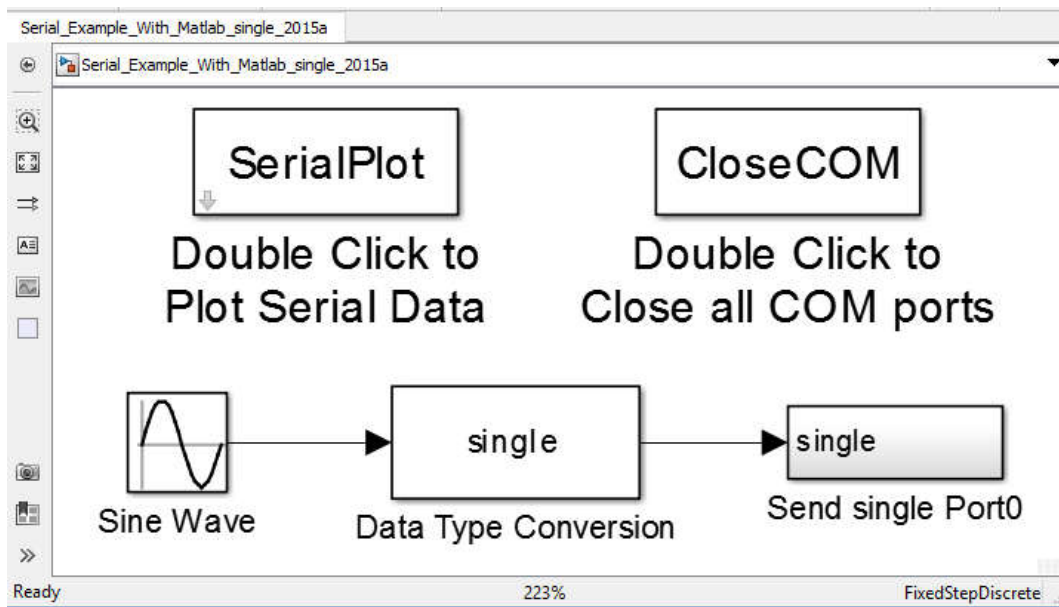 Serial_Example_With_Matlab_single_2015a
Serial_Example_With_Matlab_single_2015a
SerialPlot
CloseCOM
Double Click to
Plot Serial Data
Double Click to
Close all COM ports
single
single
Sine Wave
Data Type Conversion
Send single Port0
Ready
223%
FixedStepDiscrete